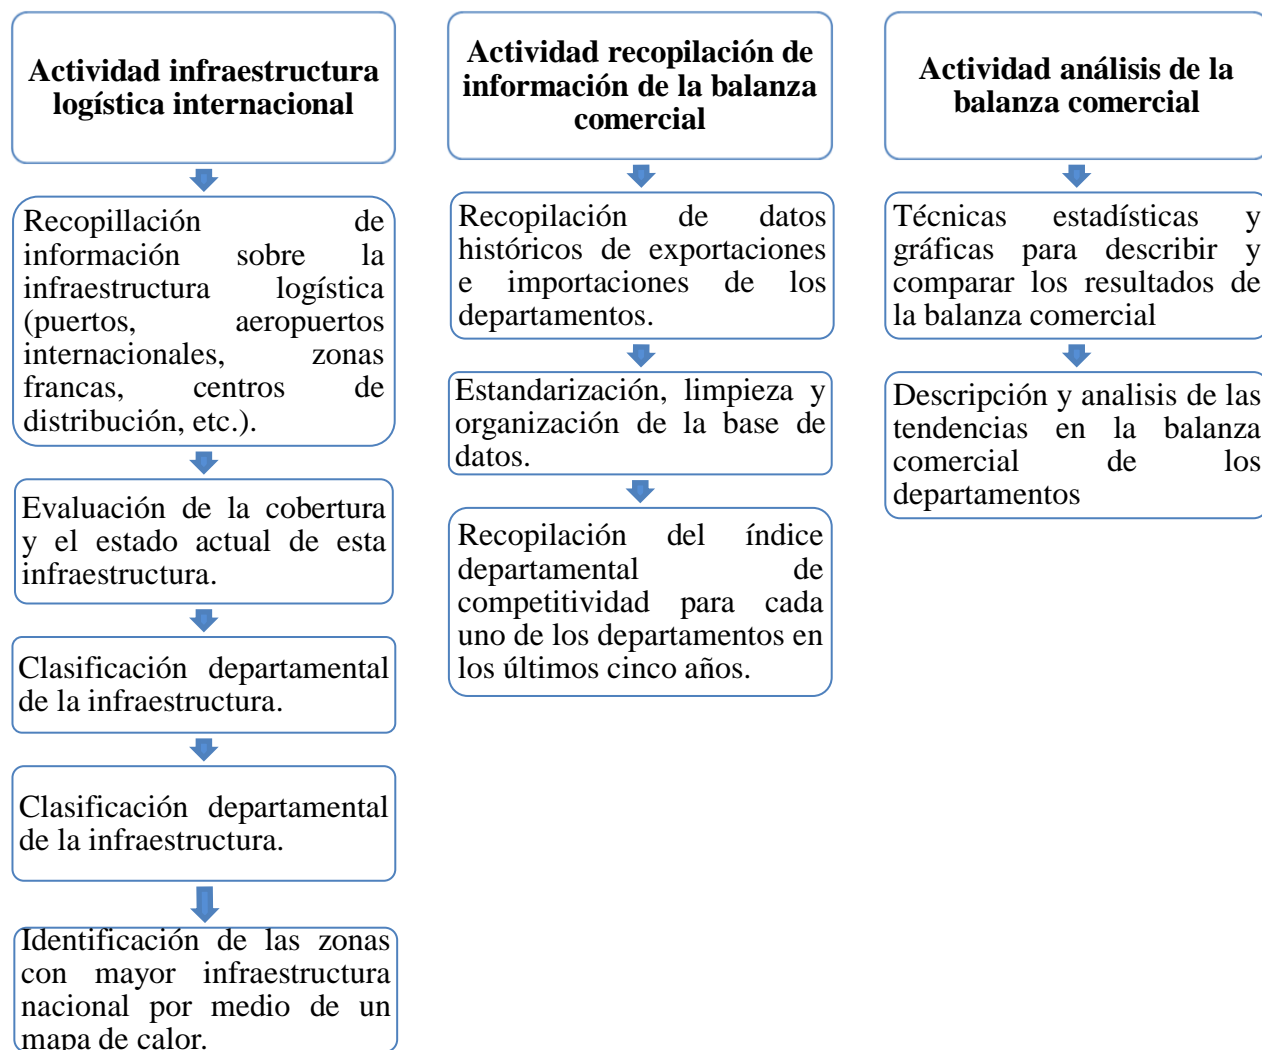 Actividad infraestructura
logística internacional
Recopillación de
información sobre la
infraestructura logística
(puertos, aeropuertos
internacionales, zonas
francas, centros de
distribución, etc.).
Evaluación de la cobertura
y el estado actual de esta
infraestructura.
Clasificación departamental
de la infraestructura.
Clasificación departamental
de la infraestructura.
Identificación de las zonas
con mayor infraestructura
nacional por medio de un
mapa de calor.
Actividad recopilación de
información de la balanza
comercial
Recopilación de datos
históricos de exportaciones
e importaciones de los
departamentos.
Estandarización, limpieza y
organización de la base de
datos.
Recopilación del índice
departamental de
competitividad para cada
uno de los departamentos en
los últimos cinco años.
Actividad análisis de la
balanza comercial
Técnicas estadísticas y
gráficas para describir y
comparar los resultados de
la balanza comercial
Descripción y analisis de las
tendencias en la balanza
comercial de los
departamentos